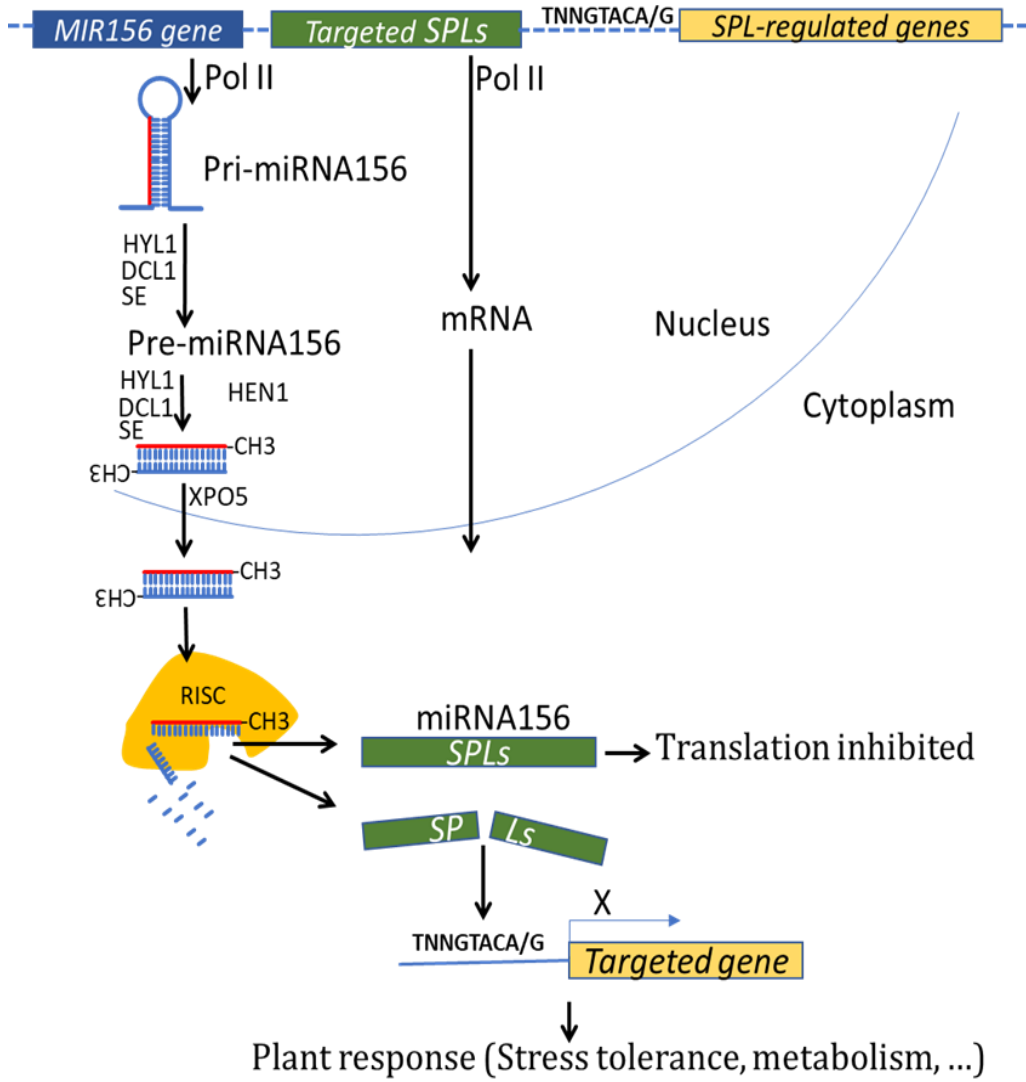 MIR156 gene
Targeted SPLs
TNNGTACA/G
SPL-regulated genes
Pol II
Pol II
Pri-miRNA156
HYL1
DCL1
SE
mRNA
Nucleus
Pre-miRNA156
HYL1
DCL1
SE
HEN1
Cytoplasm
-CH3
CH3-
XPO5
-CH3
CH3-
RISC
-CH3
miRNA156
SPLs
Translation inhibited
SP
Ls
X
TNNGTACA/G
Targeted gene
Plant response (Stress tolerance, metabolism, ...)